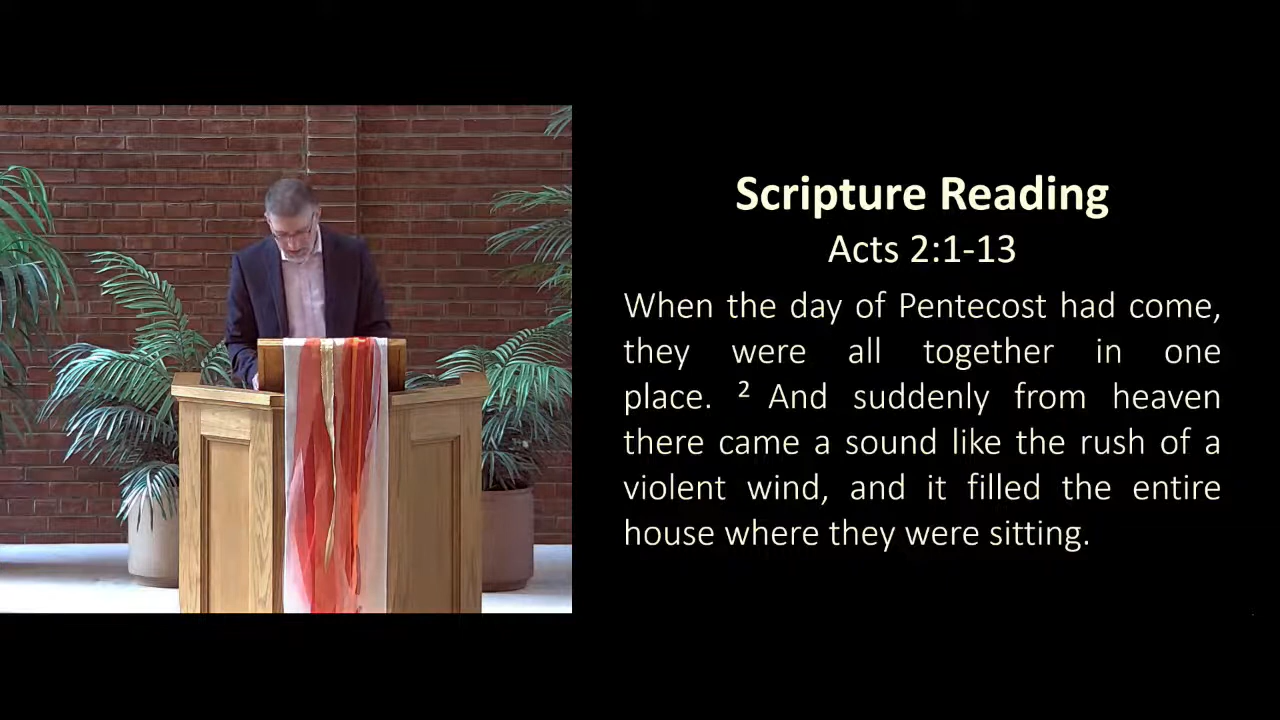 Scripture Reading
Acts 2:1-13
When the day of Pentecost had come,
they were all together in one
place. ² And suddenly from heaven
there came a sound like the rush of a
violent wind, and it filled the entire
house where they were sitting.